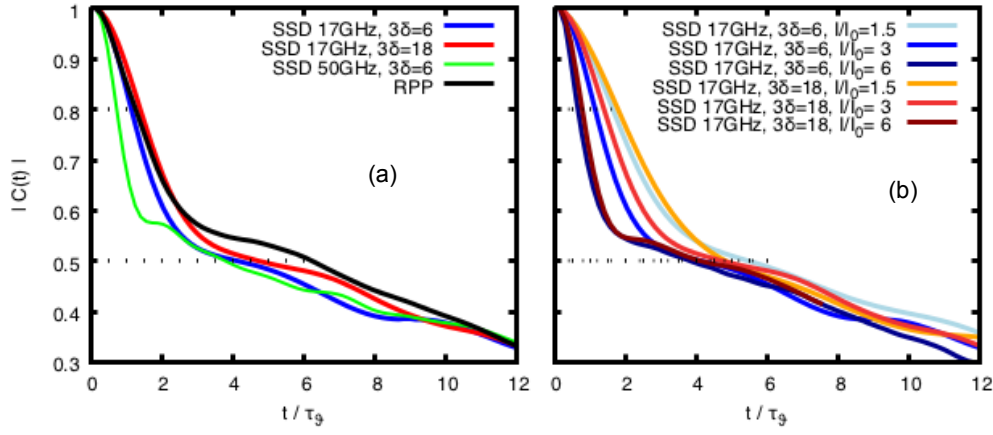 SSD 17GHz, 3δ=6
SSD 17GHz, 3δ=18
SSD 50GHz, 3δ=6
RPP
(a)
1
0.9
0.8
0.7
0.6
0.5
0.4
0.3
| C(t) |
0 2 4 6 8 10 12
t / τϑ
SSD 17GHz, 3δ=6, I/I0=1.5
SSD 17GHz, 3δ=6, I/I0= 3
SSD 17GHz, 3δ=6, I/I0= 6
SSD 17GHz, 3δ=18, I/I0=1.5
SSD 17GHz, 3δ=18, I/I0= 3
SSD 17GHz, 3δ=18, I/I0= 6
(b)
0 2 4 6 8 10 12
t / τϑ